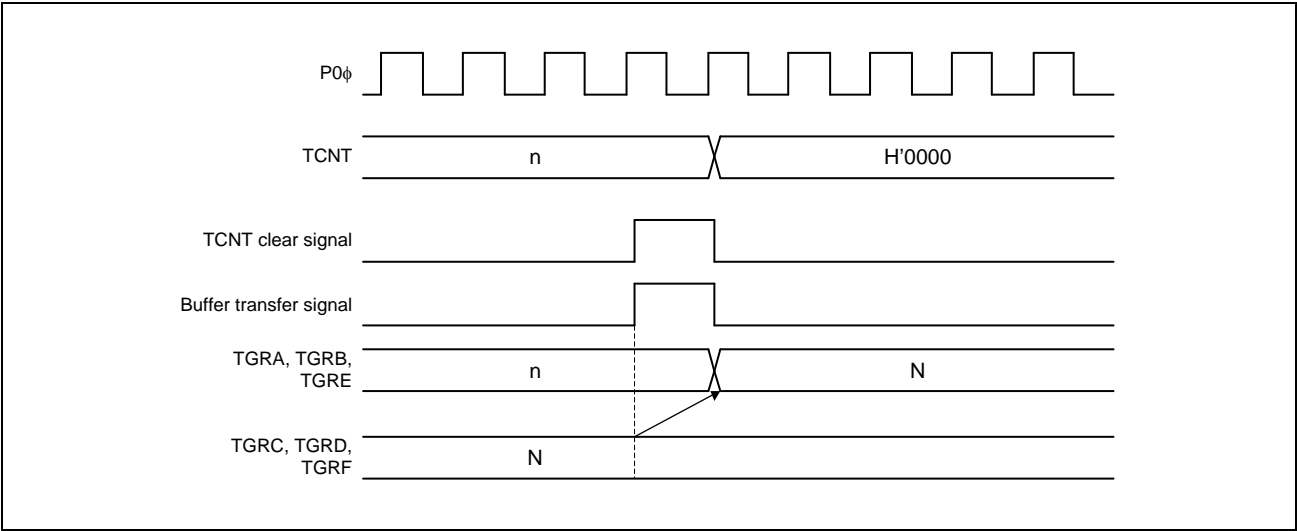 P0ϕ
TCNT
n
H'0000
TCNT clear signal
Buffer transfer signal
TGRA, TGRB,
TGRE
n
N
TGRC, TGRD,
TGRF
N